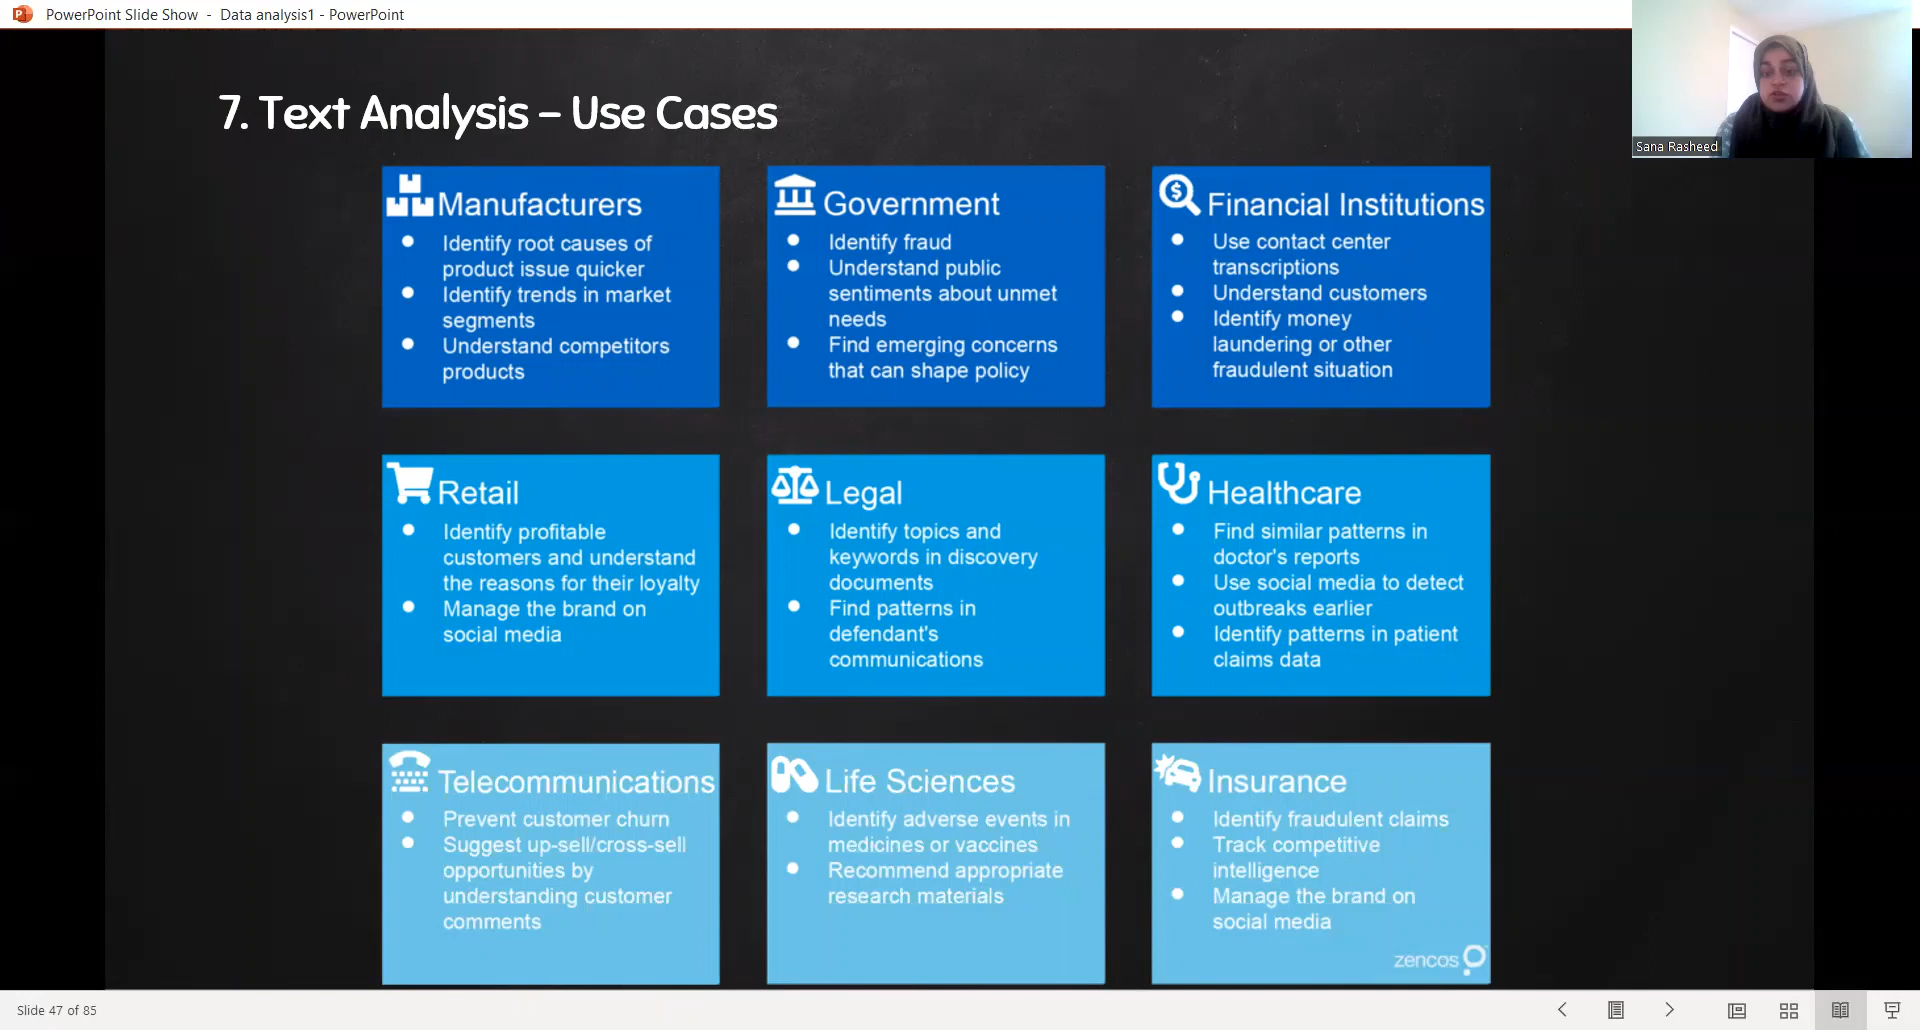 PowerPoint Slide Show - Data analysis1 - PowerPoint
Sana Rasheed
7. Text Analysis – Use Cases
Manufacturers
Identify root causes of
product issue quicker
Identify trends in market
segments
Understand competitors
products
Government
Identify fraud
Understand public
sentiments about unmet
needs
Find emerging concerns
that can shape policy
Financial Institutions
Use contact center
transcriptions
Understand customers
Identify money
laundering or other
fraudulent situation
Retail
Identify profitable
customers and understand
the reasons for their loyalty
Manage the brand on
social media
Legal
Identify topics and
keywords in discovery
documents
Find patterns in
defendant's
communications
Healthcare
Find similar patterns in
doctor's reports
Use social media to detect
outbreaks earlier
Identify patterns in patient
claims data
Telecommunications
Prevent customer churn
Suggest up-sell/cross-sell
opportunities by
understanding customer
comments
Life Sciences
Identify adverse events in
medicines or vaccines
Recommend appropriate
research materials
Insurance
Identify fraudulent claims
Track competitive
intelligence
Manage the brand on
social media
zencos
Slide 47 of 85